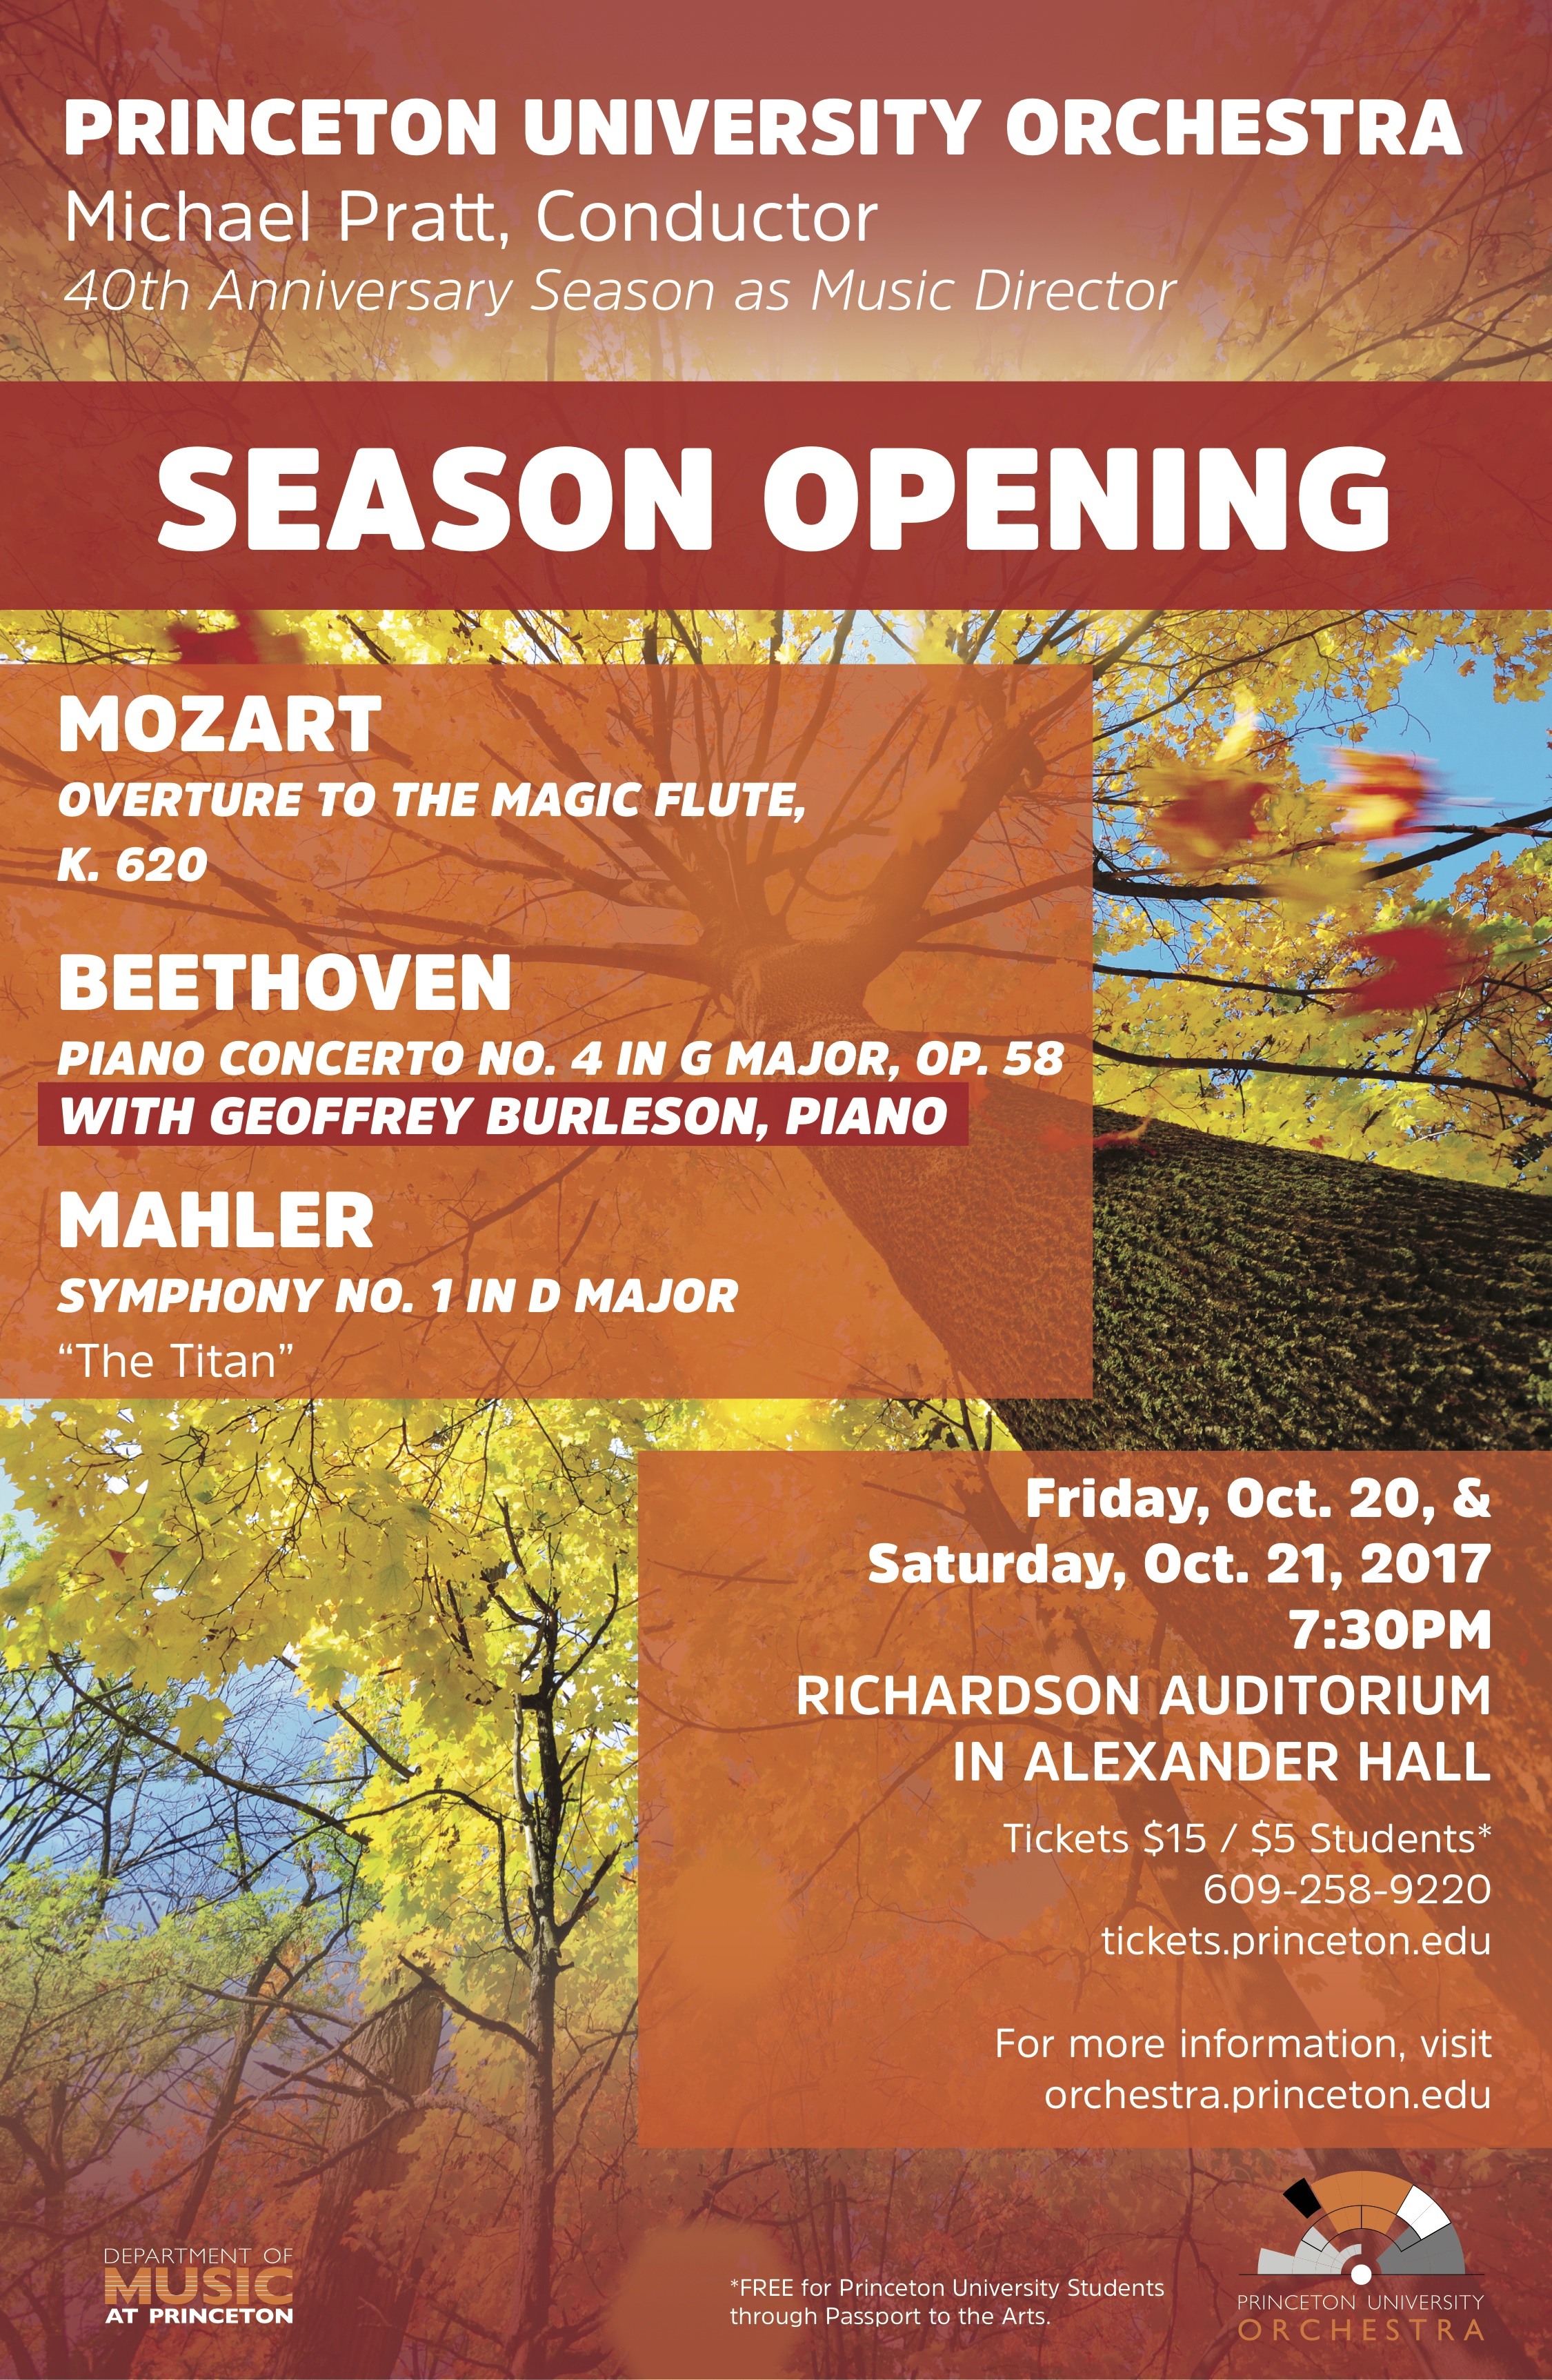 PRINCETON UNIVERSITY ORCHESTRA
Michael Pratt, Conductor
40th Anniversary Season as Music Director
SEASON OPENING
MOZART
OVERTURE TO THE MAGIC FLUTE,
K. 620
BEETHOVEN
PIANO CONCERTO NO. 4 IN G MAJOR, OP. 58
WITH GEOFFREY BURLESON, PIANO
MAHLER
SYMPHONY NO. 1 IN D MAJOR
“The Titan”
Friday, Oct. 20, &
Saturday, Oct. 21, 2017
7:30PM
RICHARDSON AUDITORIUM
IN ALEXANDER HALL
Tickets $15 / $5 Students*
609-258-9220
tickets.princeton.edu
For more information, visit
orchestra.princeton.edu
DEPARTMENT OF
MUSIC
AT PRINCETON
*FREE for Princeton University Students
through Passport to the Arts.
PRINCETON UNIVERSITY
ORCHESTRA